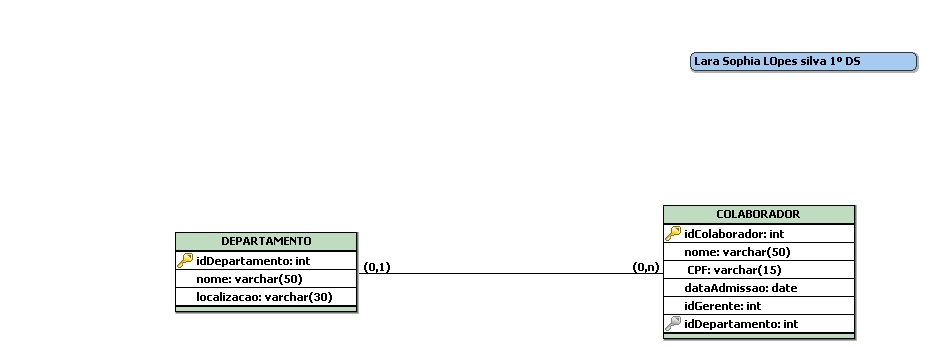 Lara Sophia LOpes silva 1º DS
DEPARTAMENTO
idDepartamento: int
nome: varchar(50)
localizacao: varchar(30)
(0,1)
(0,n)
COLABORADOR
idColaborador: int
nome: varchar(50)
CPF: varchar(15)
dataAdmissao: date
idGerente: int
idDepartamento: int